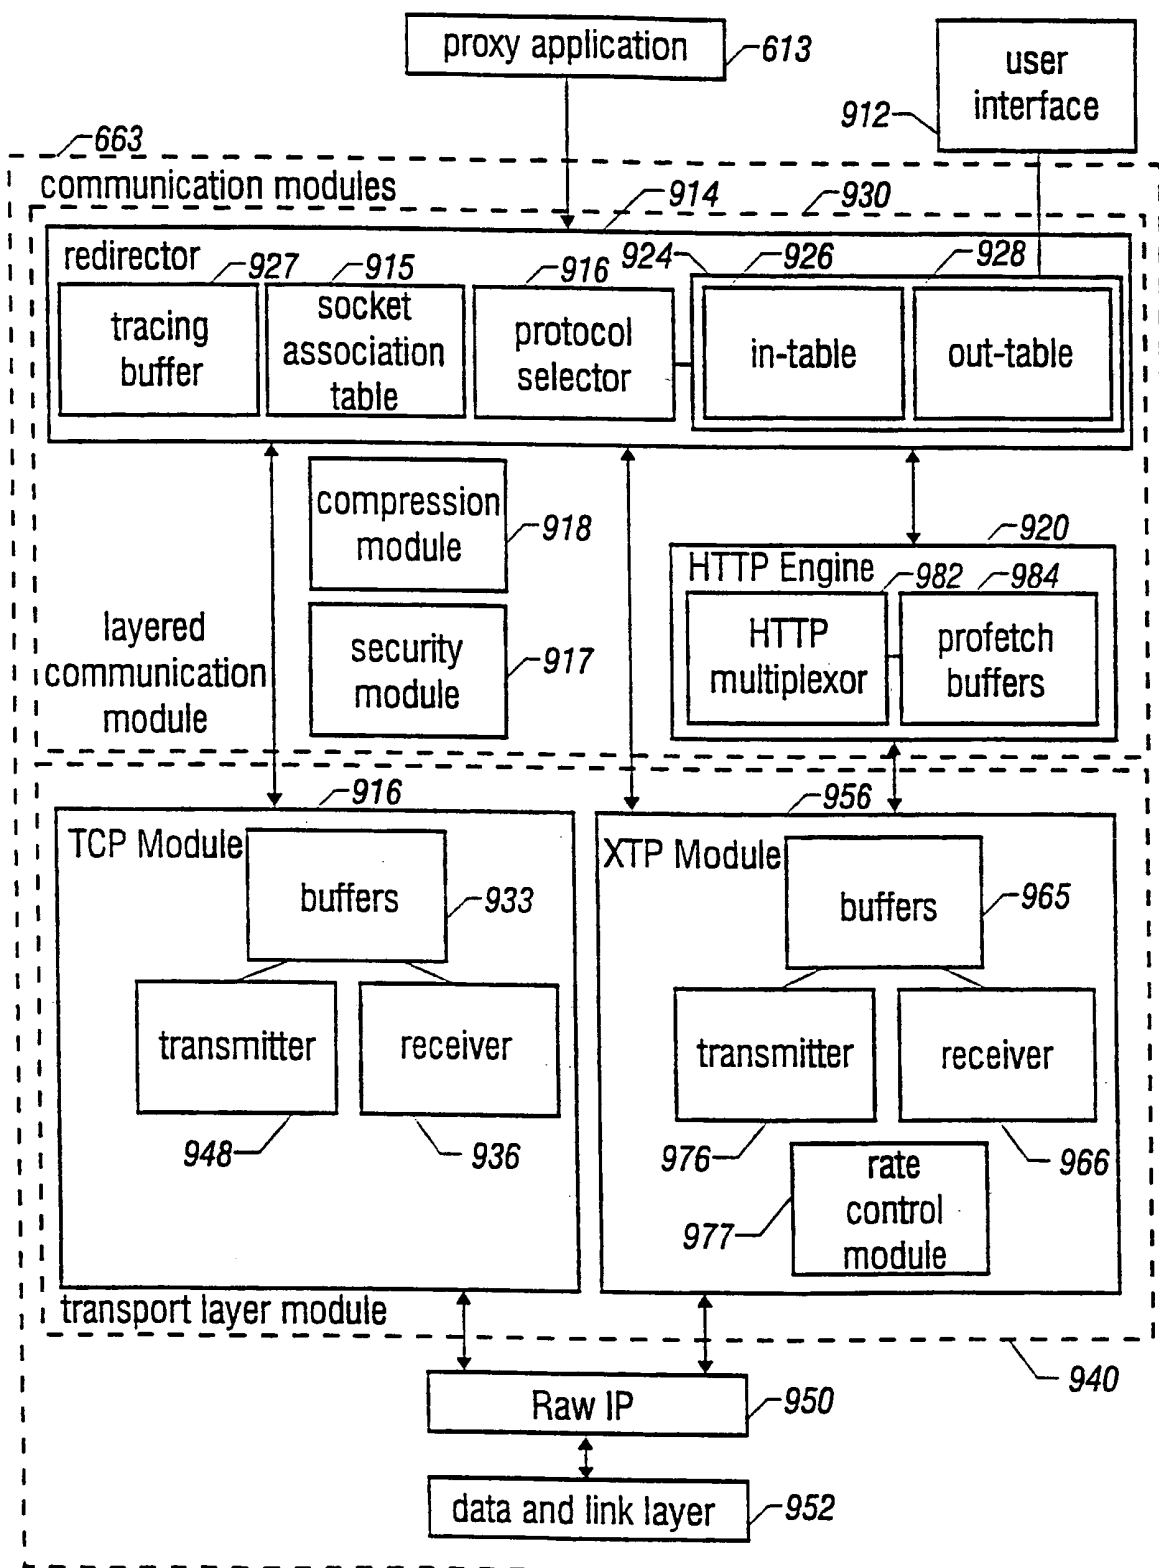 proxy application
613
user
interface
912
663
communication modules
914
930
redirector
927
915
916
924
926
928
tracing
buffer
socket
association
table
protocol
selector
in-table
out-table
compression
module
918
920
HTTP Engine
982
984
HTTP
multiplexor
profetch
buffers
layered
communication
module
security
module
917
916
956
TCP Module
buffers
933
XTP Module
buffers
965
transmitter
receiver
transmitter
receiver
948
936
976
966
rate
control
module
977
transport layer module
940
Raw IP
950
data and link layer
952